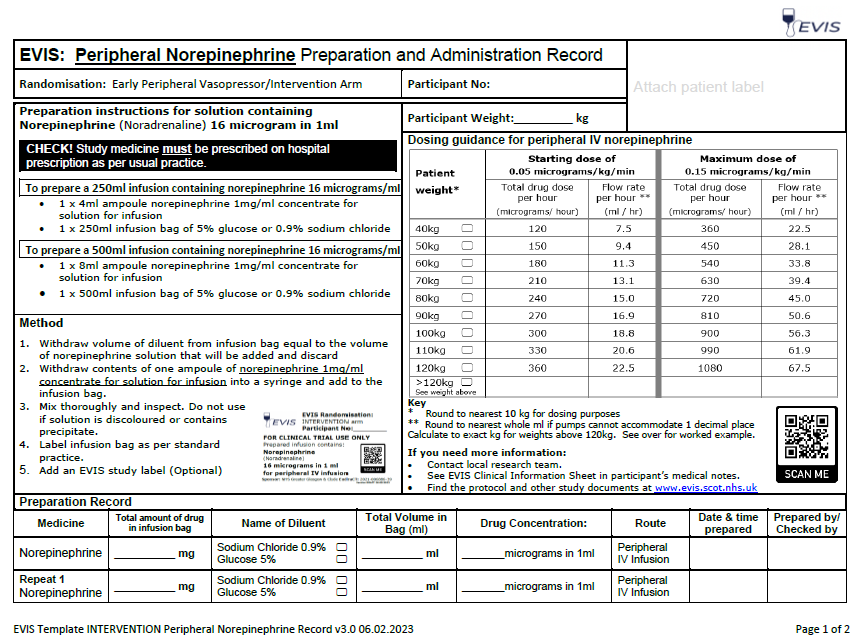 EVIS
EVIS: Peripheral Norepinephrine Preparation and Administration Record
Randomisation: Early Peripheral Vasopressor/Intervention Arm
Participant No:
Attach patient label
Participant Weight:_________ kg
Preparation instructions for solution containing
Norepinephrine (Noradrenaline) 16 microgram in 1ml
CHECK! Study medicine must be prescribed on hospital
prescription as per usual practice.
To prepare a 250ml infusion containing norepinephrine 16 micrograms/ml
• 1 x 4ml ampoule norepinephrine 1mg/ml concentrate for
solution for infusion
• 1 x 250ml infusion bag of 5% glucose or 0.9% sodium chloride
To prepare a 500ml infusion containing norepinephrine 16 micrograms/ml
• 1 x 8ml ampoule norepinephrine 1mg/ml concentrate for
solution for infusion
• 1 x 500ml infusion bag of 5% glucose or 0.9% sodium chloride
Method
1. Withdraw volume of diluent from infusion bag equal to the volume
of norepinephrine solution that will be added and discard
2. Withdraw contents of one ampoule of norepinephrine 1mg/ml
concentrate for solution for infusion into a syringe and add to the
infusion bag.
3. Mix thoroughly and inspect. Do not use
if solution is discoloured or contains
precipitate.
4. Label infusion bag as per standard
practice.
5. Add an EVIS study label (Optional)
EVIS
EVIS Randomisation:
Intervention arm
Participant No:
FOR CLINICAL TRIAL USE ONLY
Prepared infusion contains:
Norepinephrine
(Noradrenaline)
16 micrograms in 1 ml
for peripheral IV infusion
SCAN ME
Dosing guidance for peripheral IV norepinephrine
Patient
weight*
Starting dose of
0.05 micrograms/kg/min
Maximum dose of
0.15 micrograms/kg/min
Total drug dose
per hour
(micrograms/ hour)
Flow rate
per hour **
(ml / hr)
Total drug dose
per hour
(micrograms/ hour)
Flow rate
per hour **
(ml / hr)
40kg 120 7.5 360 22.5
50kg 150 9.4 450 28.1
60kg 180 11.3 540 33.8
70kg 210 13.1 630 39.4
80kg 240 15.0 720 45.0
90kg 270 16.9 810 50.6
100kg 300 18.8 900 56.3
110kg 330 20.6 990 61.9
120kg 360 22.5 1080 67.5
>120kg
See weight above
Key
* Round to nearest 10 kg for dosing purposes
** Round to nearest whole ml if pumps cannot accommodate 1 decimal place
Calculate to exact kg for weights above 120kg. See over for worked example.
If you need more information:
• Contact local research team.
• See EVIS Clinical Information Sheet in participant's medical notes.
• Find the protocol and other study documents at www.evis.scot.nhs.uk
SCAN ME
Preparation Record
Medicine
Total amount of drug
in infusion bag
Name of Diluent
Total Volume in
Bag (ml)
Drug Concentration:
Route
Date & time
prepared
Prepared by/
Checked by
Norepinephrine
_________ mg
Sodium Chloride 0.9%
Glucose 5%
_________ ml
_______micrograms in 1ml
Peripheral
IV Infusion
Repeat 1
Norepinephrine
_________ mg
Sodium Chloride 0.9%
Glucose 5%
_________ ml
_______micrograms in 1ml
Peripheral
IV Infusion
EVIS Template INTERVENTION Peripheral Norepinephrine Record v3.0 06.02.2023
Page 1 of 2